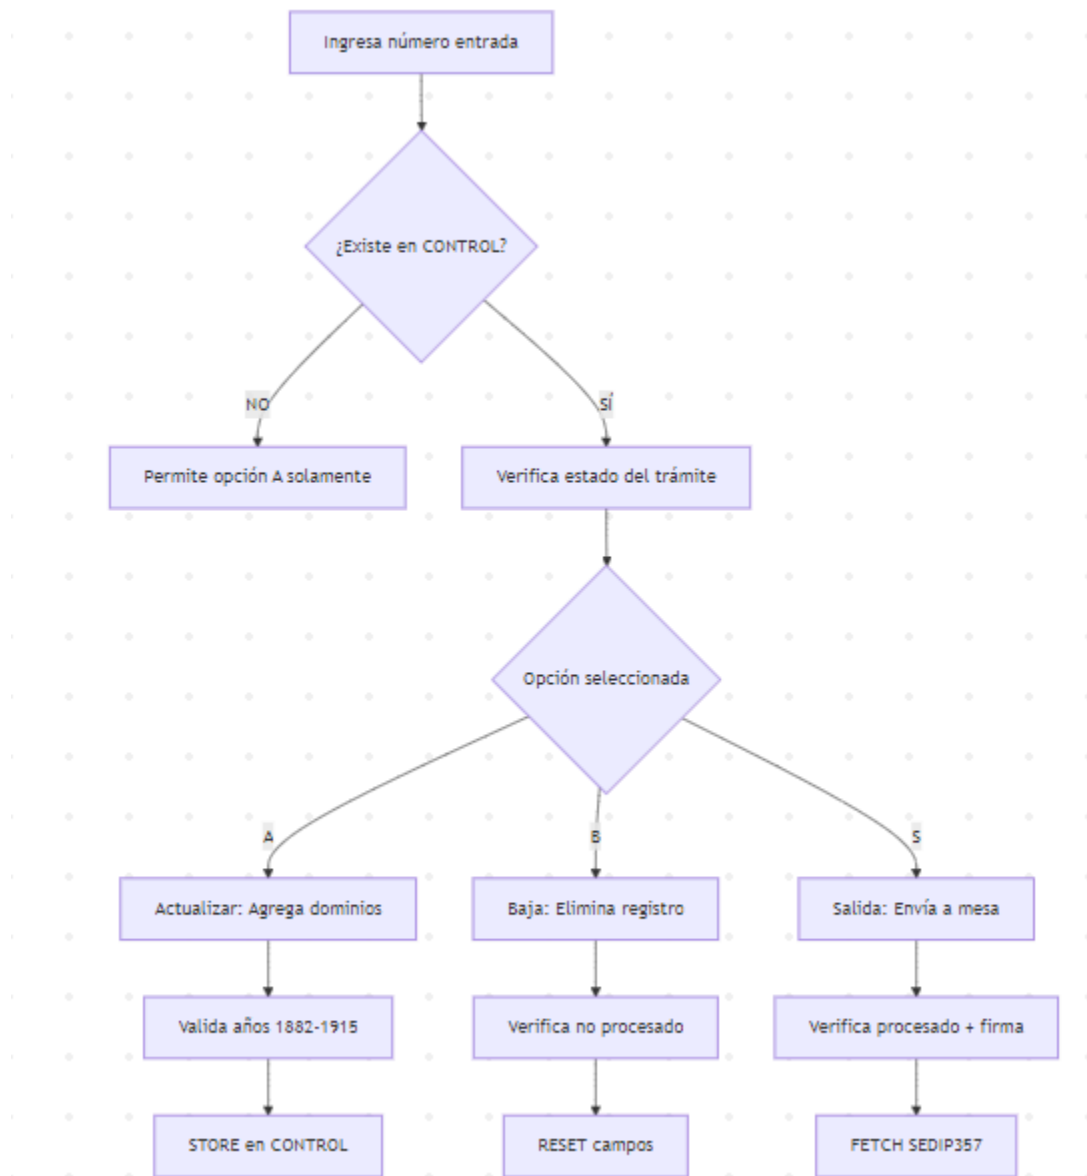 Ingresa número entrada
¿Existe en CONTROL?
NO
SÍ
Permite opción A solamente
Verifica estado del trámite
Opción seleccionada
A
B
S
Actualizar: Agrega dominios
Baja: Elimina registro
Salida: Envía a mesa
Valida años 1882-1915
Verifica no procesado
Verifica procesado + firma
STORE en CONTROL
RESET campos
FETCH SEDIP357